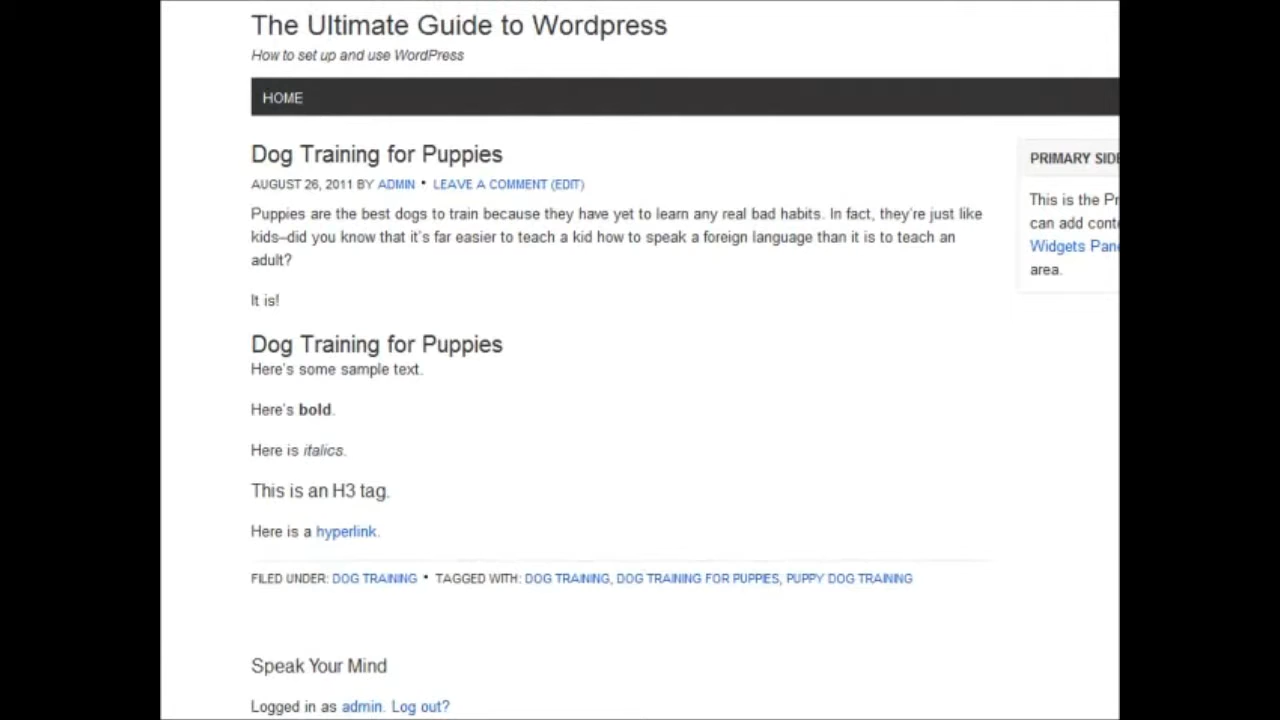 The Ultimate Guide to Wordpress
How to set up and use WordPress
HOME
Dog Training for Puppies
AUGUST 26, 2011 BY ADMIN • LEAVE A COMMENT (EDIT)
Puppies are the best dogs to train because they have yet to learn any real bad habits. In fact, they're just like
kids–did you know that it's far easier to teach a kid how to speak a foreign language than it is to teach an
adult?
It is!
Dog Training for Puppies
Here's some sample text.
Here's bold.
Here is italics.
This is an H3 tag.
Here is a hyperlink.
FILED UNDER: DOG TRAINING • TAGGED WITH: DOG TRAINING, DOG TRAINING FOR PUPPIES, PUPPY DOG TRAINING
Speak Your Mind
Logged in as admin. Log out?
PRIMARY
This is the
can add
Widgets
area.